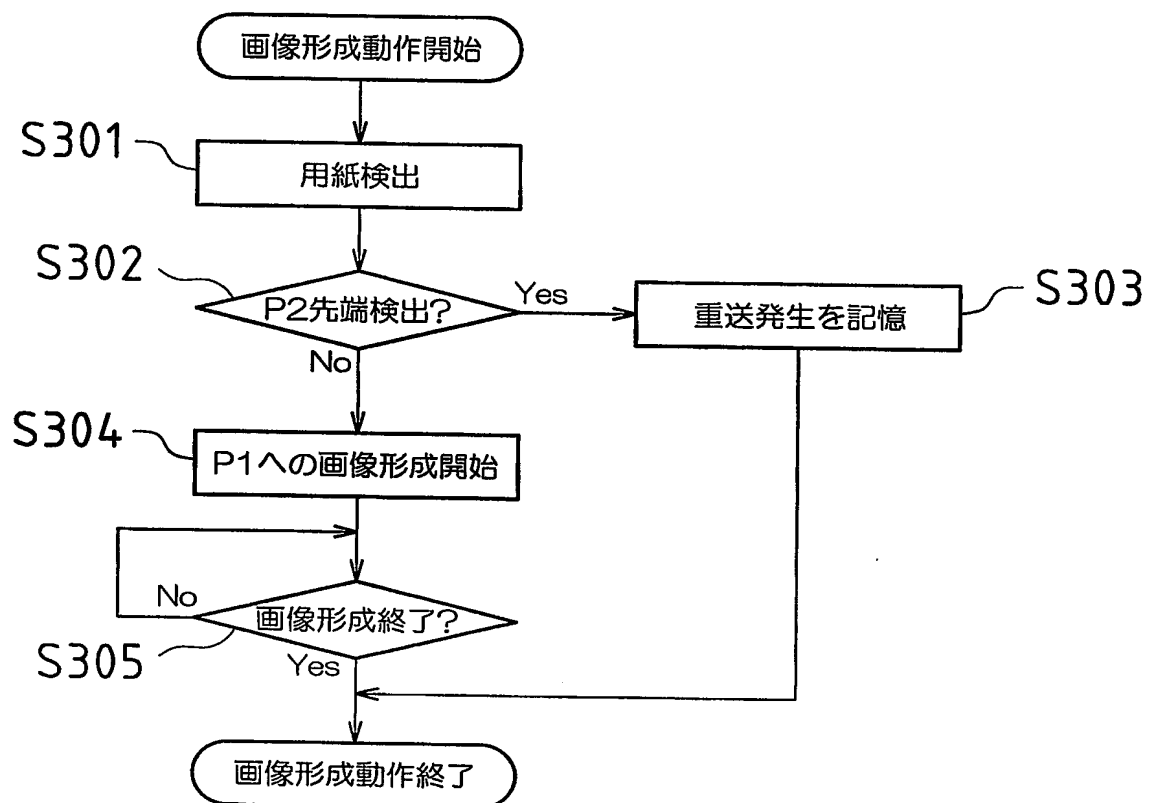 画像形成動作開始
S301
用紙検出
S302
P2先端検出?
Yes
重送発生を記憶
S303
No
S304
P1への画像形成開始
No
画像形成終了?
S305
Yes
画像形成動作終了